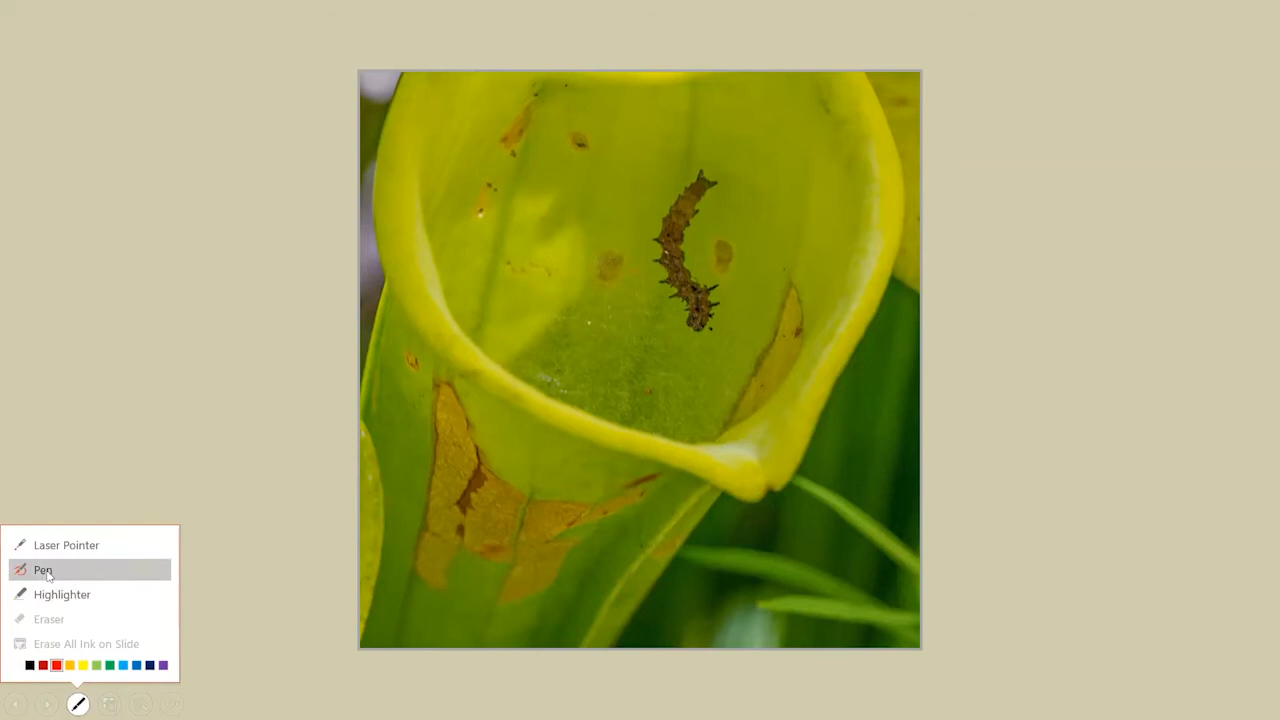 Laser Pointer
Pen
Highlighter
Eraser
Erase All Ink on Slide